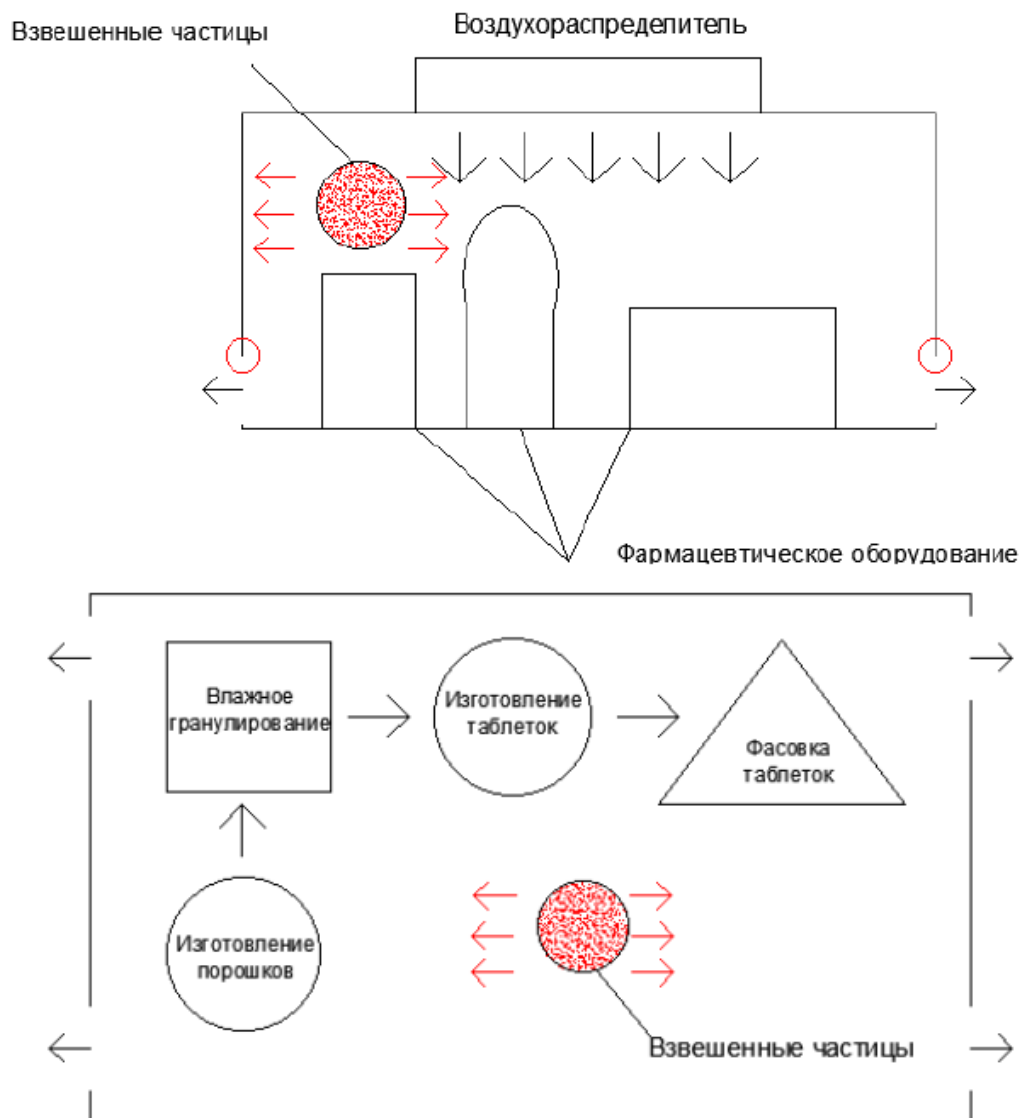 Взвешенные частицы
Воздухораспределитель
Фармацевтическое оборудование
Влажное
гранулирование
Изготовление
таблеток
Фасовка
таблеток
Изготовление
порошков
Взвешенные частицы